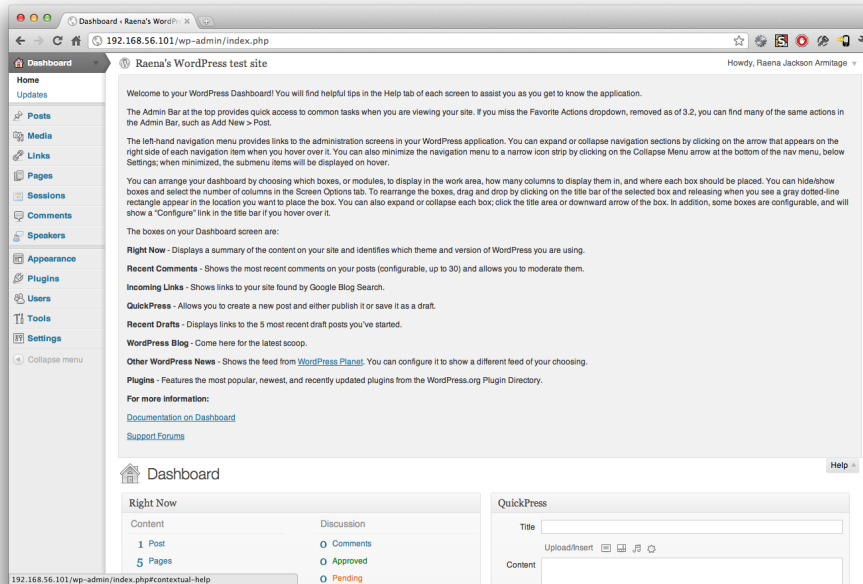 Dashboard ‹ Raena's WordPr
192.168.56.101/wp-admin/index.php
Dashboard
Raena's WordPress test site
Howdy, Raena Jackson Armitage
Home
Updates
Posts
Media
Links
Pages
Sessions
Comments
Speakers
Appearance
Plugins
Users
Tools
Settings
Collapse menu
Welcome to your WordPress Dashboard! You will find helpful tips in the Help tab of each screen to assist you as you get to know the application.
The Admin Bar at the top provides quick access to common tasks when you are viewing your site. If you miss the Favorite Actions dropdown, removed as of 3.2, you can find many of the same actions in
the Admin Bar, such as Add New > Post.
The left-hand navigation menu provides links to the administration screens in your WordPress application. You can expand or collapse navigation sections by clicking on the arrow that appears on the
right side of each navigation item when you hover over it. You can also minimize the navigation menu to a narrow icon strip by clicking on the Collapse Menu arrow at the bottom of the nav menu, below
Settings; when minimized, the submenu items will be displayed on hover.
You can arrange your dashboard by choosing which boxes, or modules, to display in the work area, how many columns to display them in, and where each box should be placed. You can hide/show
boxes and select the number of columns in the Screen Options tab. To rearrange the boxes, drag and drop by clicking on the title bar of the selected box and releasing when you see a gray dotted-line
rectangle appear in the location you want to place the box. You can also expand or collapse each box; click the title area or downward arrow of the box. In addition, some boxes are configurable, and will
show a “Configure” link in the title bar if you hover over it.
The boxes on your Dashboard screen are:
Right Now - Displays a summary of the content on your site and identifies which theme and version of WordPress you are using.
Recent Comments - Shows the most recent comments on your posts (configurable, up to 30) and allows you to moderate them.
Incoming Links - Shows links to your site found by Google Blog Search.
QuickPress - Allows you to create a new post and either publish it or save it as a draft.
Recent Drafts - Displays links to the 5 most recent draft posts you've started.
WordPress Blog - Come here for the latest scoop.
Other WordPress News - Shows the feed from WordPress Planet. You can configure it to show a different feed of your choosing.
Plugins - Features the most popular, newest, and recently updated plugins from the WordPress.org Plugin Directory.
For more information:
Documentation on Dashboard
Support Forums
Help
Dashboard
Right Now
Content
Discussion
1 Post
0 Comments
5 Pages
0 Approved
0 Pending
QuickPress
Title
Upload/Insert
Content
192.168.56.101/wp-admin/index.php#contextual-help